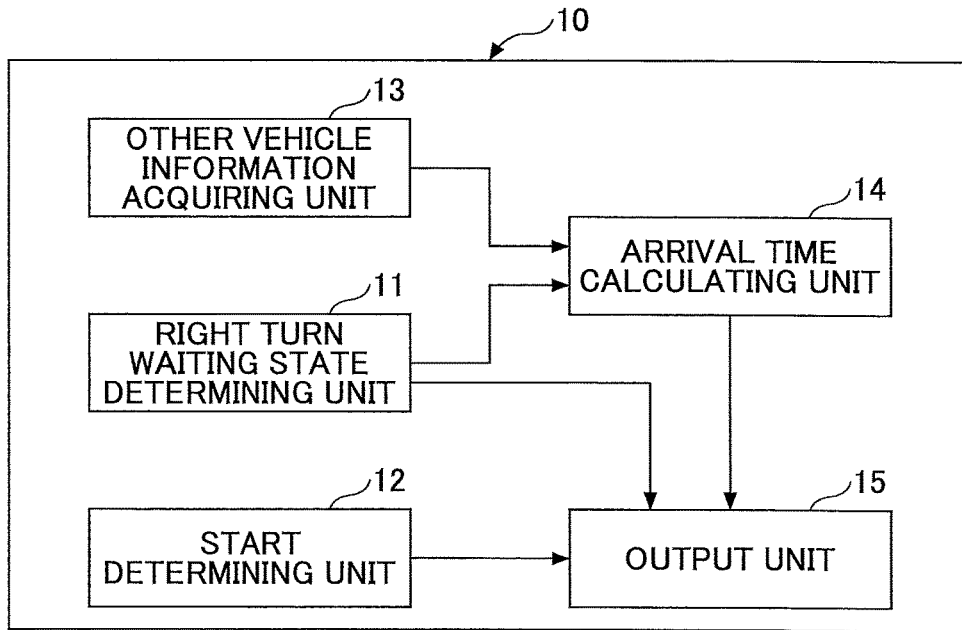 10
13
OTHER VEHICLE
INFORMATION
ACQUIRING UNIT
14
ARRIVAL TIME
CALCULATING UNIT
11
RIGHT TURN
WAITING STATE
DETERMINING UNIT
12
START
DETERMINING UNIT
15
OUTPUT UNIT